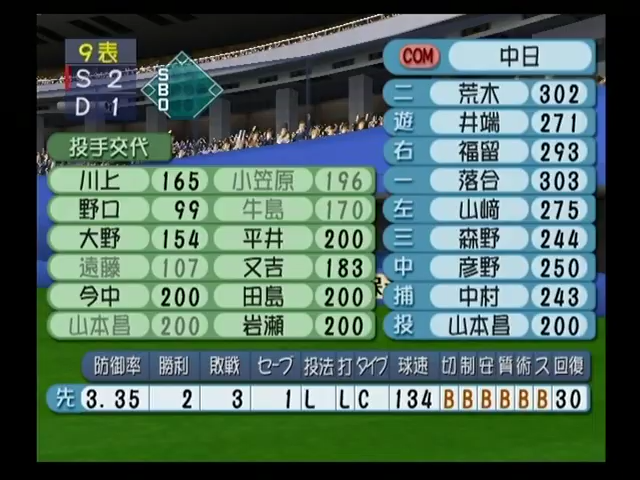 9表
S 2
D 1
S
B
O
COM 中日
投手交代
川上 165 小笠原 196
野口 99 牛島 170
大野 154 平井 200
遠藤 107 又吉 183
今中 200 田島 200
山本昌 200 岩瀬 200
二 荒木 302
遊 井端 271
右 福留 293
一 落合 303
左 山﨑 275
三 森野 244
中 彦野 250
捕 中村 243
投 山本昌 200
防御率 勝利 敗戦 セーブ 投法 打 タイプ 球速 切 制 安 質 術 ス 回復
先 3.35 2 3 1 L L C 134 B B B B B B 30